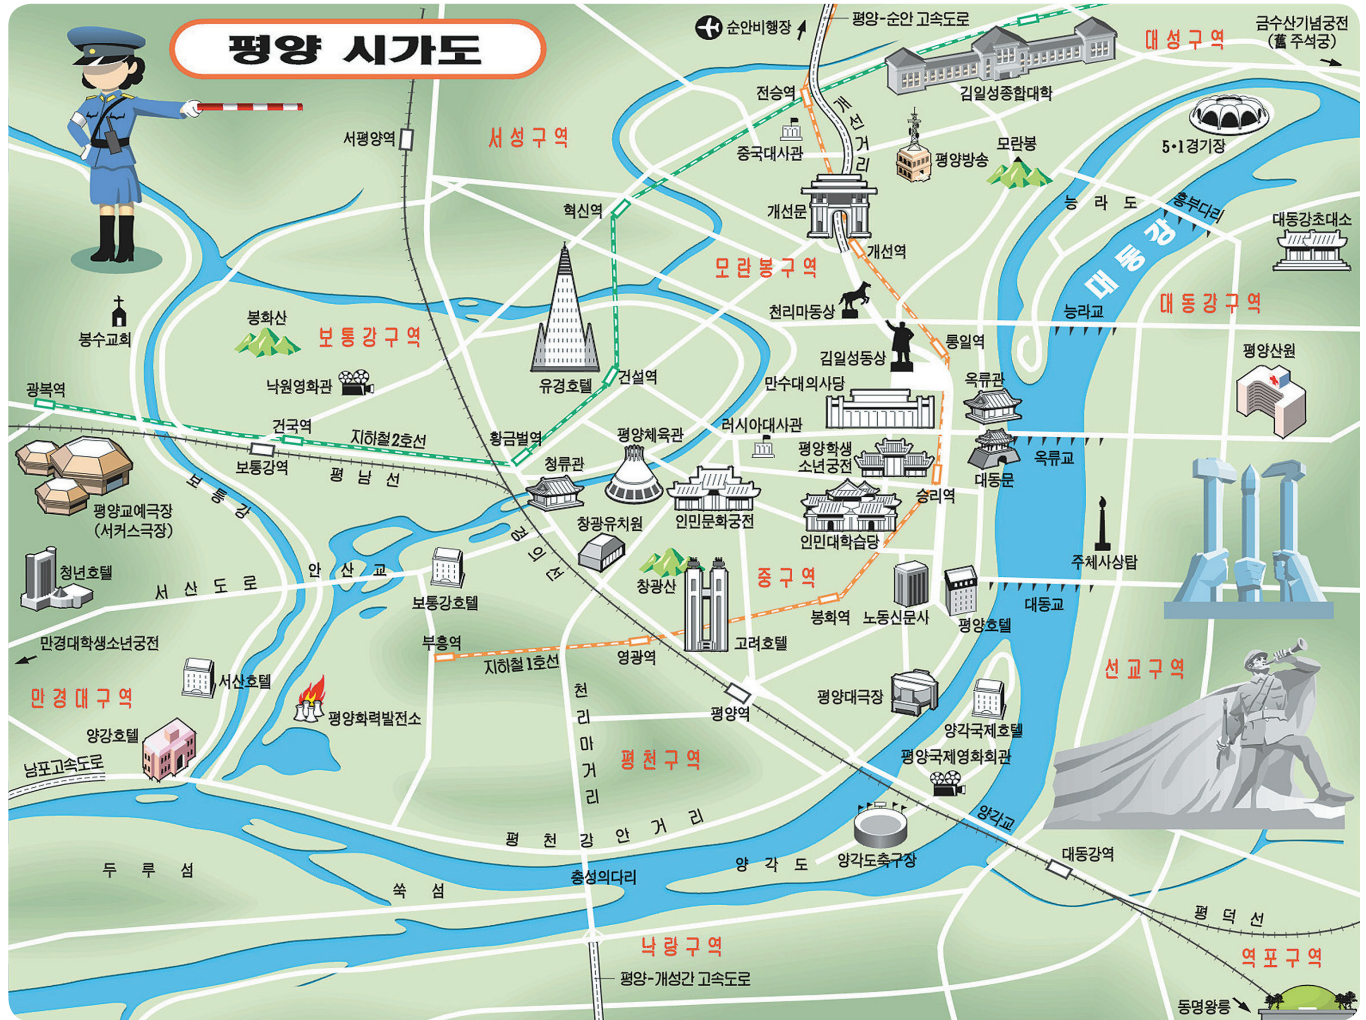 평양 시가도
순안비행장
평양-순안 고속도로
대성구역
금수산기념궁전
(舊 주석궁)
서평양역
서성구역
전승역
개선거리
김일성종합대학
중국대사관
평양방송
모란봉
5•1경기장
혁신역
개선문
개선역
능라도
흥부다리
대동강
대동강초대소
모란봉구역
봉수교회
봉화산
보통강구역
천리마동상
능라교
대동강구역
김일성동상
통일역
평양산원
광복역
낙원영화관
유경호텔
건설역
만수대의사당
옥류관
건국역
지하철2호선
황금벌역
평양체육관
러시아대사관
보통강역
평남선
청류관
평양학생
소년궁전
옥류교
대동문
보통강
평양교예극장
(서커스극장)
승리역
창광유치원
인민문화궁전
인민대학습당
경의선
청년호텔
안산교
서산도로
보통강호텔
창광산
중구역
주체사상탑
대동교
만경대학생소년궁전
부흥역
봉화역
노동신문사
평양호텔
고려호텔
지하철1호선
영광역
선교구역
서산호텔
만경대구역
평양대극장
천리마거리
평양역
평양화력발전소
양강호텔
양각국제호텔
평양국제영화회관
평천구역
남포고속도로
양각교
평천강안거리
양각도
양각도축구장
대동강역
두루섬
쑥섬
충성의다리
평덕선
낙랑구역
역포구역
평양-개성간 고속도로
동명왕릉